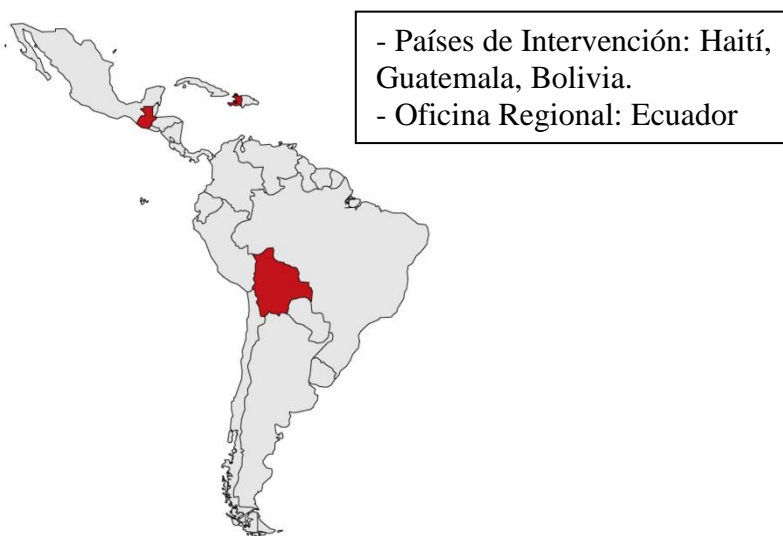 - Países de Intervención: Haití,
Guatemala, Bolivia.
- Oficina Regional: Ecuador